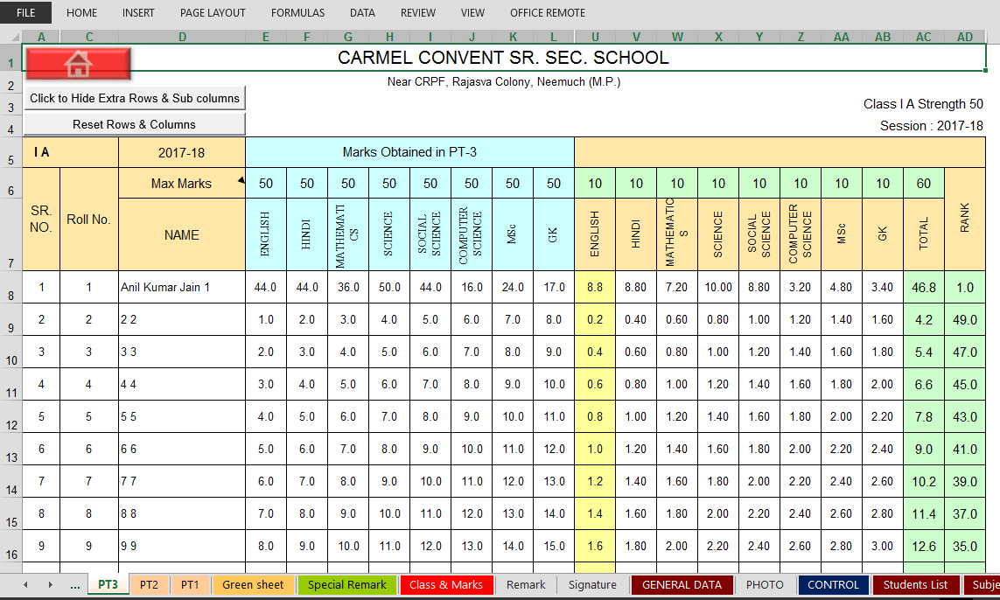 FILE HOME INSERT PAGE LAYOUT FORMULAS DATA REVIEW VIEW OFFICE REMOTE
A C D E F G H I J K L U V W X Y Z AA AB AC AD
1 CARMEL CONVENT SR. SEC. SCHOOL
2 Near CRPF, Rajasva Colony, Neemuch (M.P.)
Click to Hide Extra Rows & Sub columns
3 Class I A Strength 50
Reset Rows & Columns
4 Session : 2017-18
5 I A 2017-18 Marks Obtained in PT-3
6 Max Marks 50 50 50 50 50 50 50 50 10 10 10 10 10 10 10 10 60
7 SR. NO. Roll No. NAME ENGLISH HINDI MATHEMATICS SCIENCE SOCIAL SCIENCE COMPUTER SCIENCE MSc GK ENGLISH HINDI MATHEMATICS SCIENCE SOCIAL SCIENCE COMPUTER SCIENCE MSc GK TOTAL RANK
8 1 1 Anil Kumar Jain 1 44.0 44.0 36.0 50.0 44.0 16.0 24.0 17.0 8.8 8.80 7.20 10.00 8.80 3.20 4.80 3.40 46.8 1.0
9 2 2 2 2 1.0 2.0 3.0 4.0 5.0 6.0 7.0 8.0 0.2 0.40 0.60 0.80 1.00 1.20 1.40 1.60 4.2 49.0
10 3 3 3 3 2.0 3.0 4.0 5.0 6.0 7.0 8.0 9.0 0.4 0.60 0.80 1.00 1.20 1.40 1.60 1.80 5.4 47.0
11 4 4 4 4 3.0 4.0 5.0 6.0 7.0 8.0 9.0 10.0 0.6 0.80 1.00 1.20 1.40 1.60 1.80 2.00 6.6 45.0
12 5 5 5 5 4.0 5.0 6.0 7.0 8.0 9.0 10.0 11.0 0.8 1.00 1.20 1.40 1.60 1.80 2.00 2.20 7.8 43.0
13 6 6 6 6 5.0 6.0 7.0 8.0 9.0 10.0 11.0 12.0 1.0 1.20 1.40 1.60 1.80 2.00 2.20 2.40 9.0 41.0
14 7 7 7 7 6.0 7.0 8.0 9.0 10.0 11.0 12.0 13.0 1.2 1.40 1.60 1.80 2.00 2.20 2.40 2.60 10.2 39.0
15 8 8 8 8 7.0 8.0 9.0 10.0 11.0 12.0 13.0 14.0 1.4 1.60 1.80 2.00 2.20 2.40 2.60 2.80 11.4 37.0
16 9 9 9 9 8.0 9.0 10.0 11.0 12.0 13.0 14.0 15.0 1.6 1.80 2.00 2.20 2.40 2.60 2.80 3.00 12.6 35.0
... PT3 PT2 PT1 Green sheet Special Remark Class & Marks Remark Signature GENERAL DATA PHOTO CONTROL Students List Subje